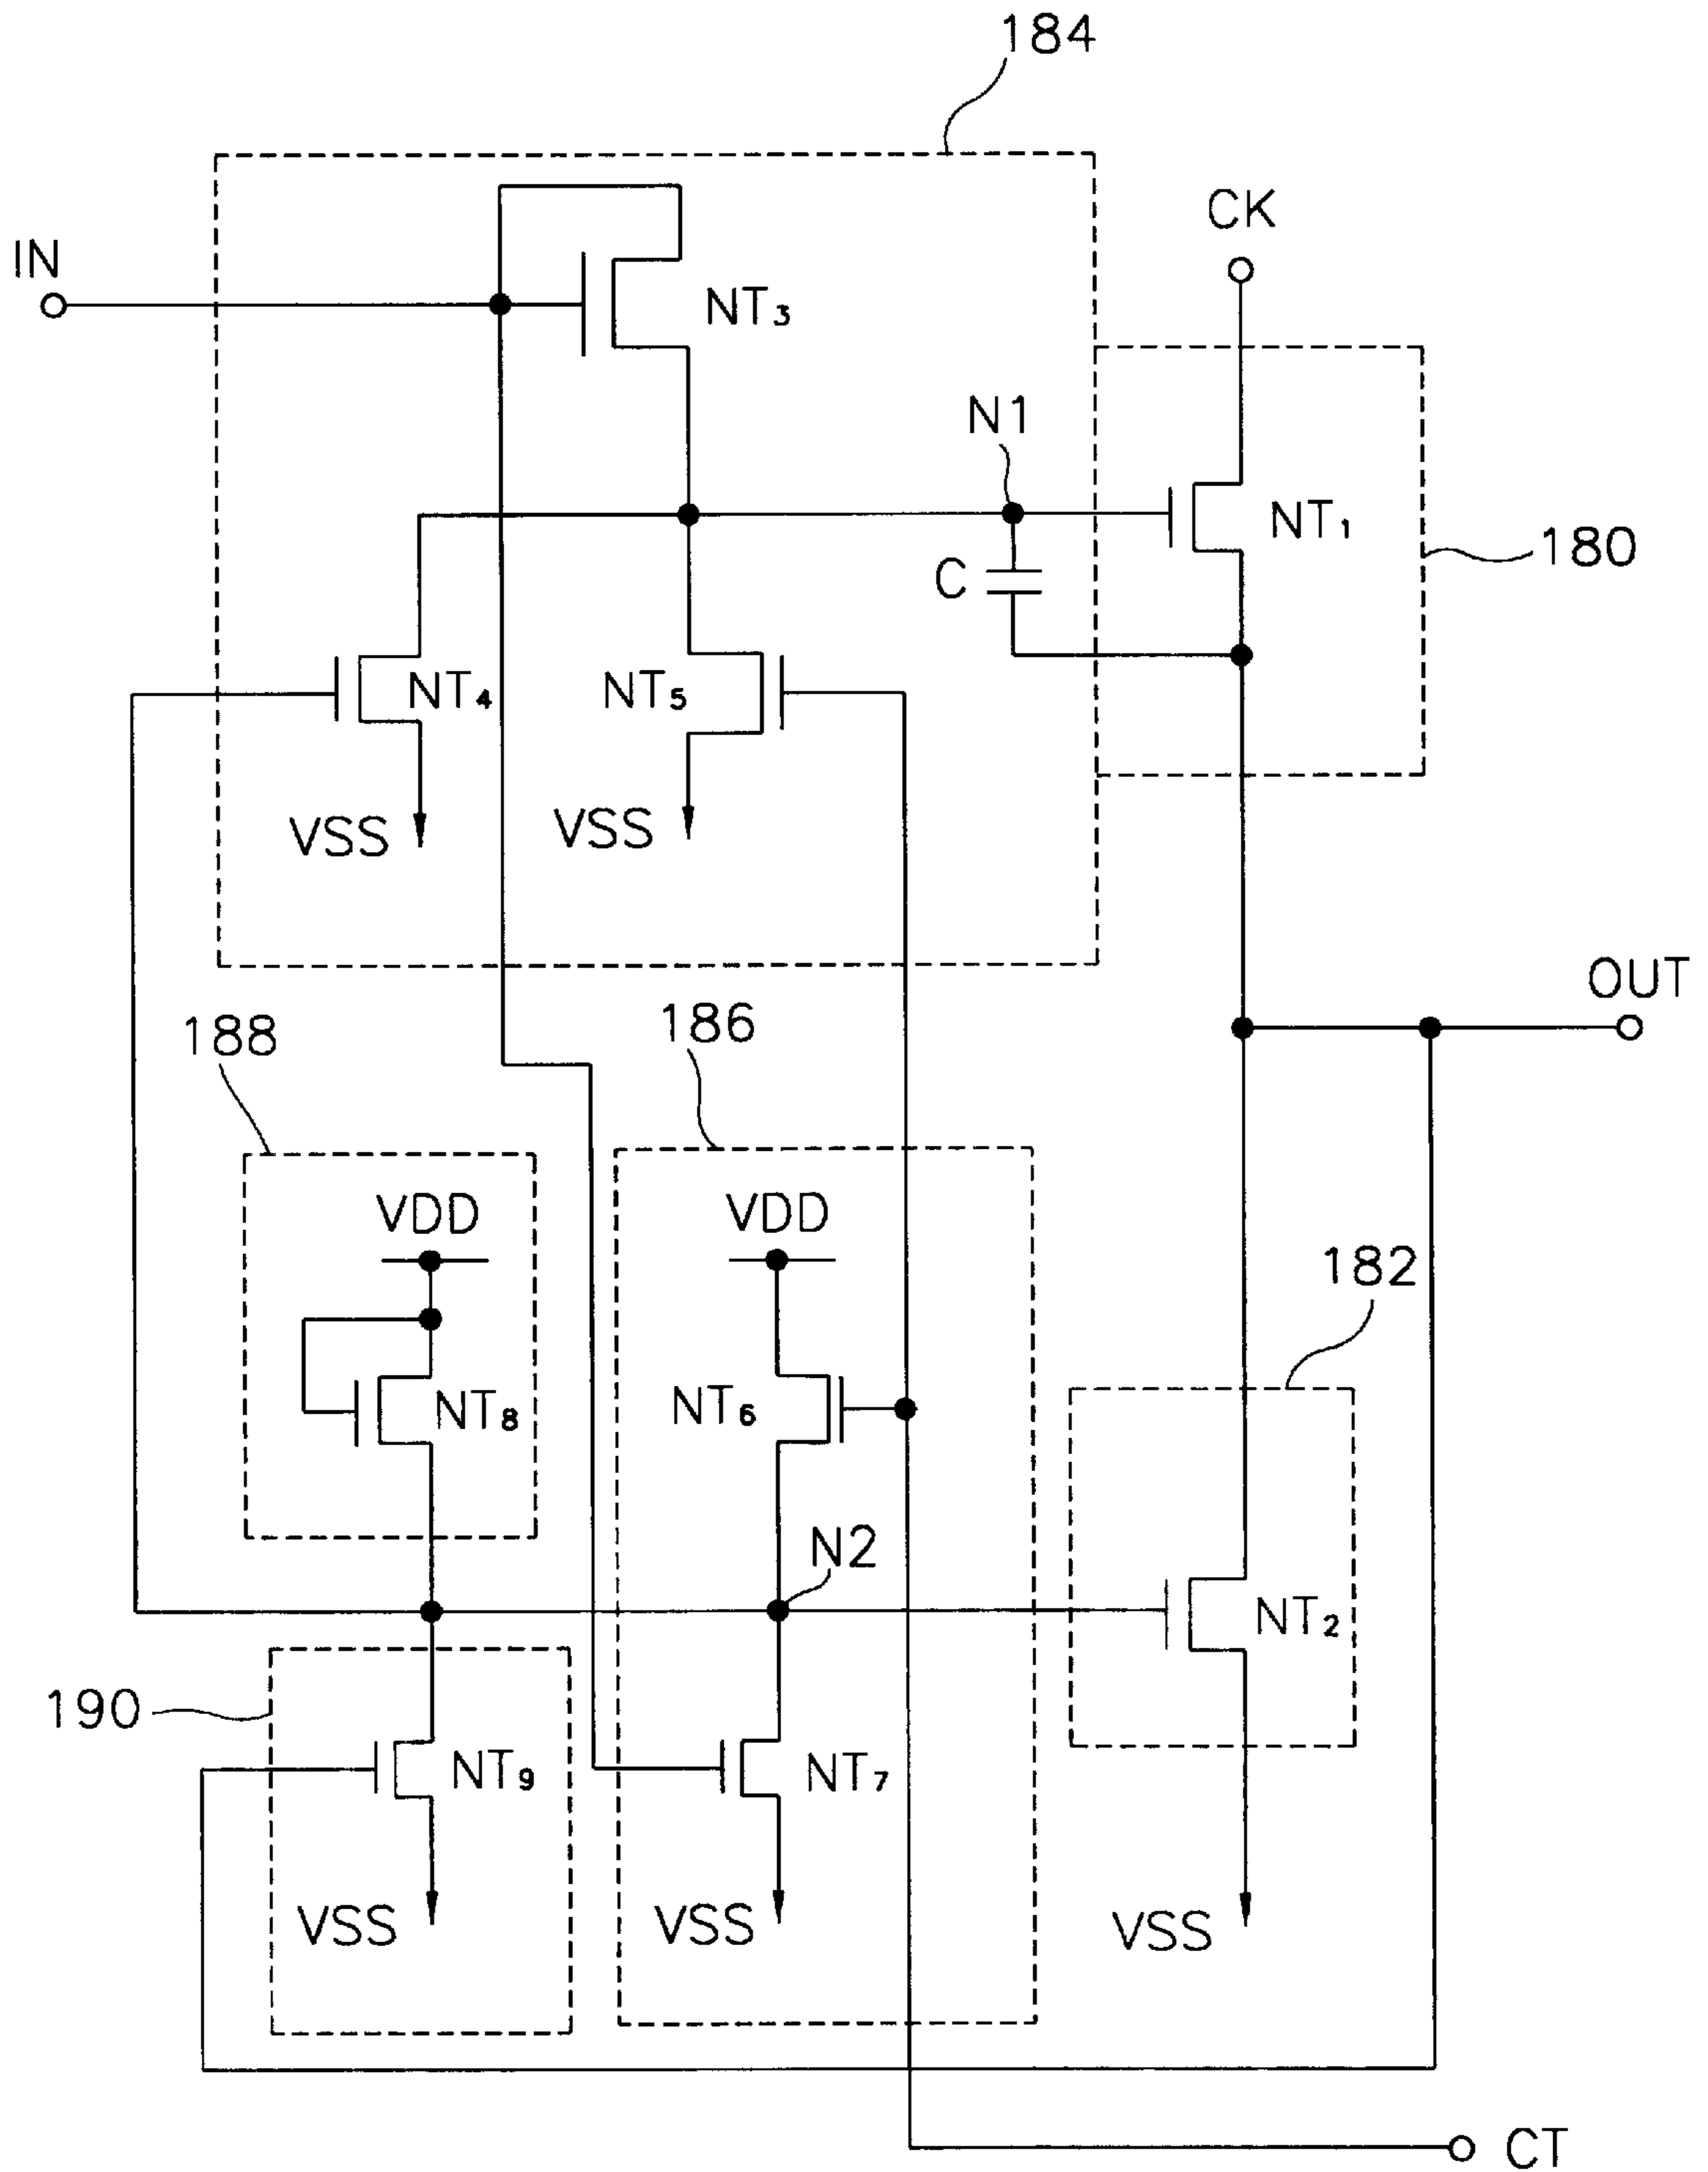 184
CK
IN
NT₃
N1
NT₁
180
C
NT₄
NT₅
VSS
VSS
OUT
188
186
VDD
VDD
182
NT₈
NT₆
N2
NT₂
190
NT₉
NT₇
VSS
VSS
VSS
CT